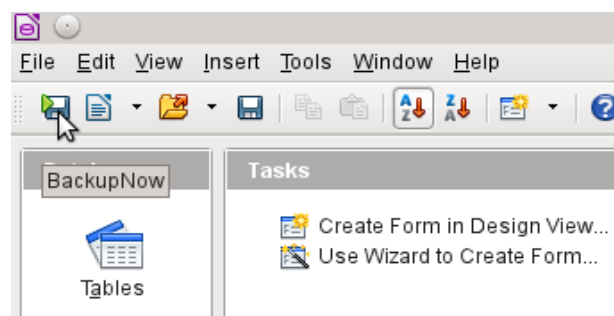 File Edit View Insert Tools Window Help
Tasks
BackupNow
Create Form in Design View...
Use Wizard to Create Form...
Tables